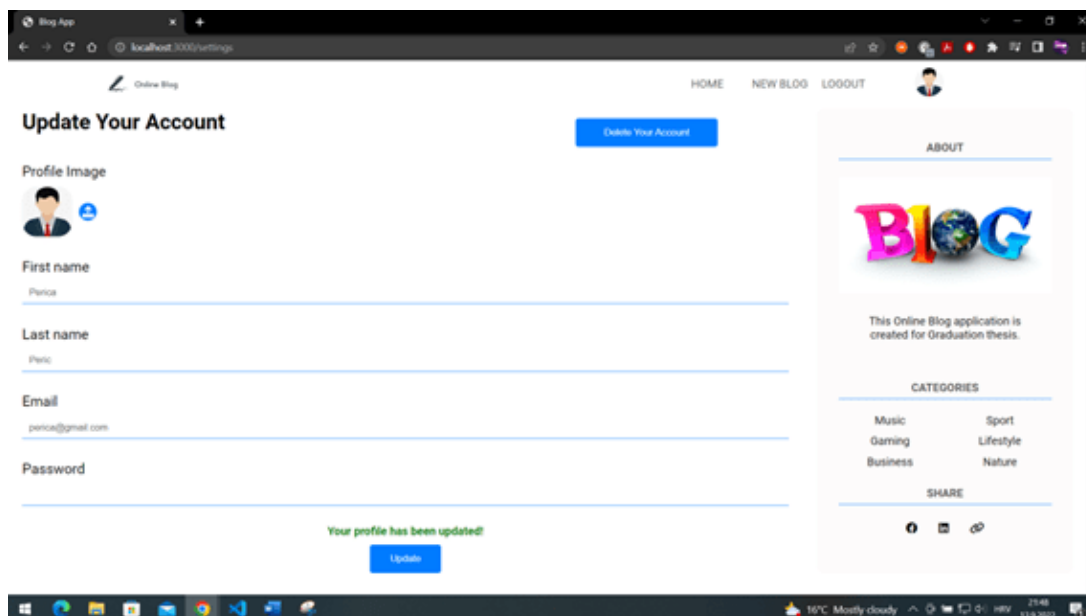 Blog App
localhost:3000/settings
Online Blog
HOME NEW BLOG LOGOUT
Update Your Account
Delete Your Account
Profile Image
First name
Perica
Last name
Peric
Email
perica@gmail.com
Password
Your profile has been updated!
Update
ABOUT
BLOG
This Online Blog application is
created for Graduation thesis.
CATEGORIES
Music Sport
Gaming Lifestyle
Business Nature
SHARE
16°C Mostly cloudy
HRV
21:48